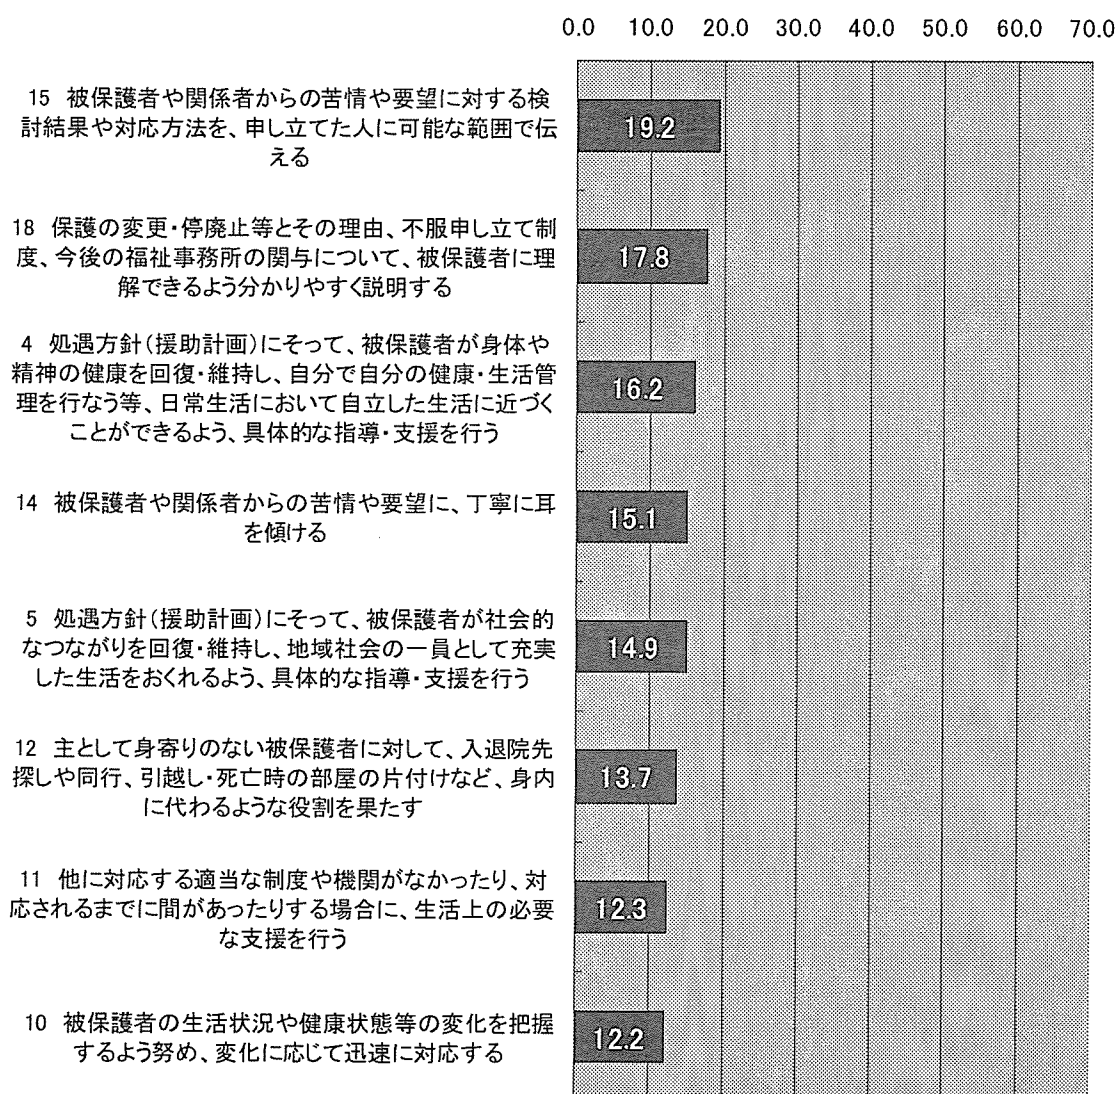 0.0 10.0 20.0 30.0 40.0 50.0 60.0 70.0
15 被保護者や関係者からの苦情や要望に対する検
討結果や対応方法を、申し立てた人に可能な範囲で伝
える
19.2
18 保護の変更・停廃止等とその理由、不服申し立て制
度、今後の福祉事務所の関与について、被保護者に理
解できるよう分かりやすく説明する
17.8
4 処遇方針(援助計画)にそって、被保護者が身体や
精神の健康を回復・維持し、自分で自分の健康・生活管
理を行なう等、日常生活において自立した生活に近づく
ことができるよう、具体的な指導・支援を行う
16.2
14 被保護者や関係者からの苦情や要望に、丁寧に耳
を傾ける
15.1
5 処遇方針(援助計画)にそって、被保護者が社会的
なつながりを回復・維持し、地域社会の一員として充実
した生活をおくれるよう、具体的な指導・支援を行う
14.9
12 主として身寄りのない被保護者に対して、入退院先
探しや同行、引越し・死亡時の部屋の片付けなど、身内
に代わるような役割を果たす
13.7
11 他に対応する適当な制度や機関がなかったり、対
応されるまでに間があったりする場合に、生活上の必要
な支援を行う
12.3
10 被保護者の生活状況や健康状態等の変化を把握
するよう努め、変化に応じて迅速に対応する
12.2